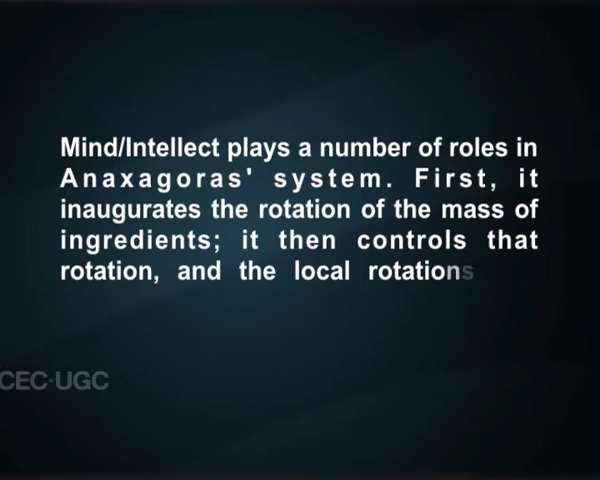 Mind/Intellect plays a number of roles in
Anaxagoras' system. First, it
inaugurates the rotation of the mass of
ingredients; it then controls that
rotation, and the local rotations
CEC-UGC